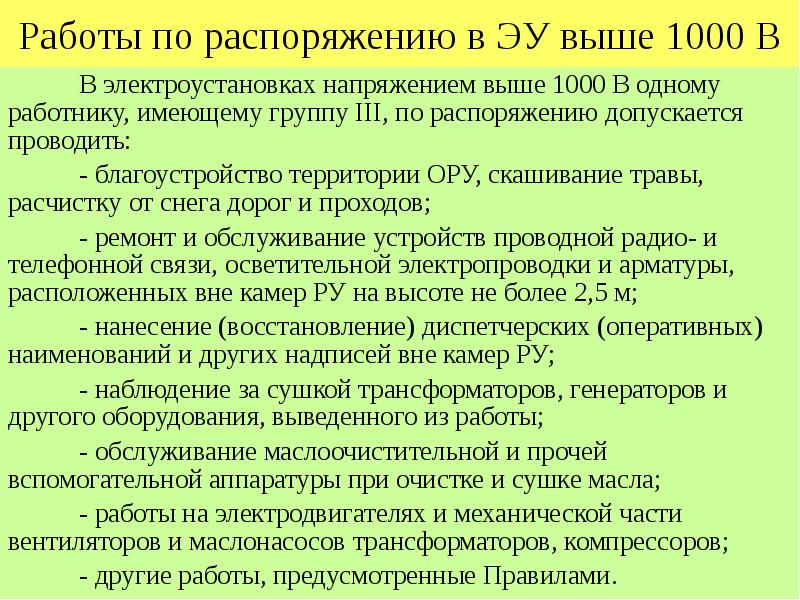 Работы по распоряжению в ЭУ выше 1000 В
В электроустановках напряжением выше 1000 В одному
работнику, имеющему группу III, по распоряжению допускается
проводить:
- благоустройство территории ОРУ, скашивание травы,
расчистку от снега дорог и проходов;
- ремонт и обслуживание устройств проводной радио- и
телефонной связи, осветительной электропроводки и арматуры,
расположенных вне камер РУ на высоте не более 2,5 м;
- нанесение (восстановление) диспетчерских (оперативных)
наименований и других надписей вне камер РУ;
- наблюдение за сушкой трансформаторов, генераторов и
другого оборудования, выведенного из работы;
- обслуживание маслоочистительной и прочей
вспомогательной аппаратуры при очистке и сушке масла;
- работы на электродвигателях и механической части
вентиляторов и маслонасосов трансформаторов, компрессоров;
- другие работы, предусмотренные Правилами.